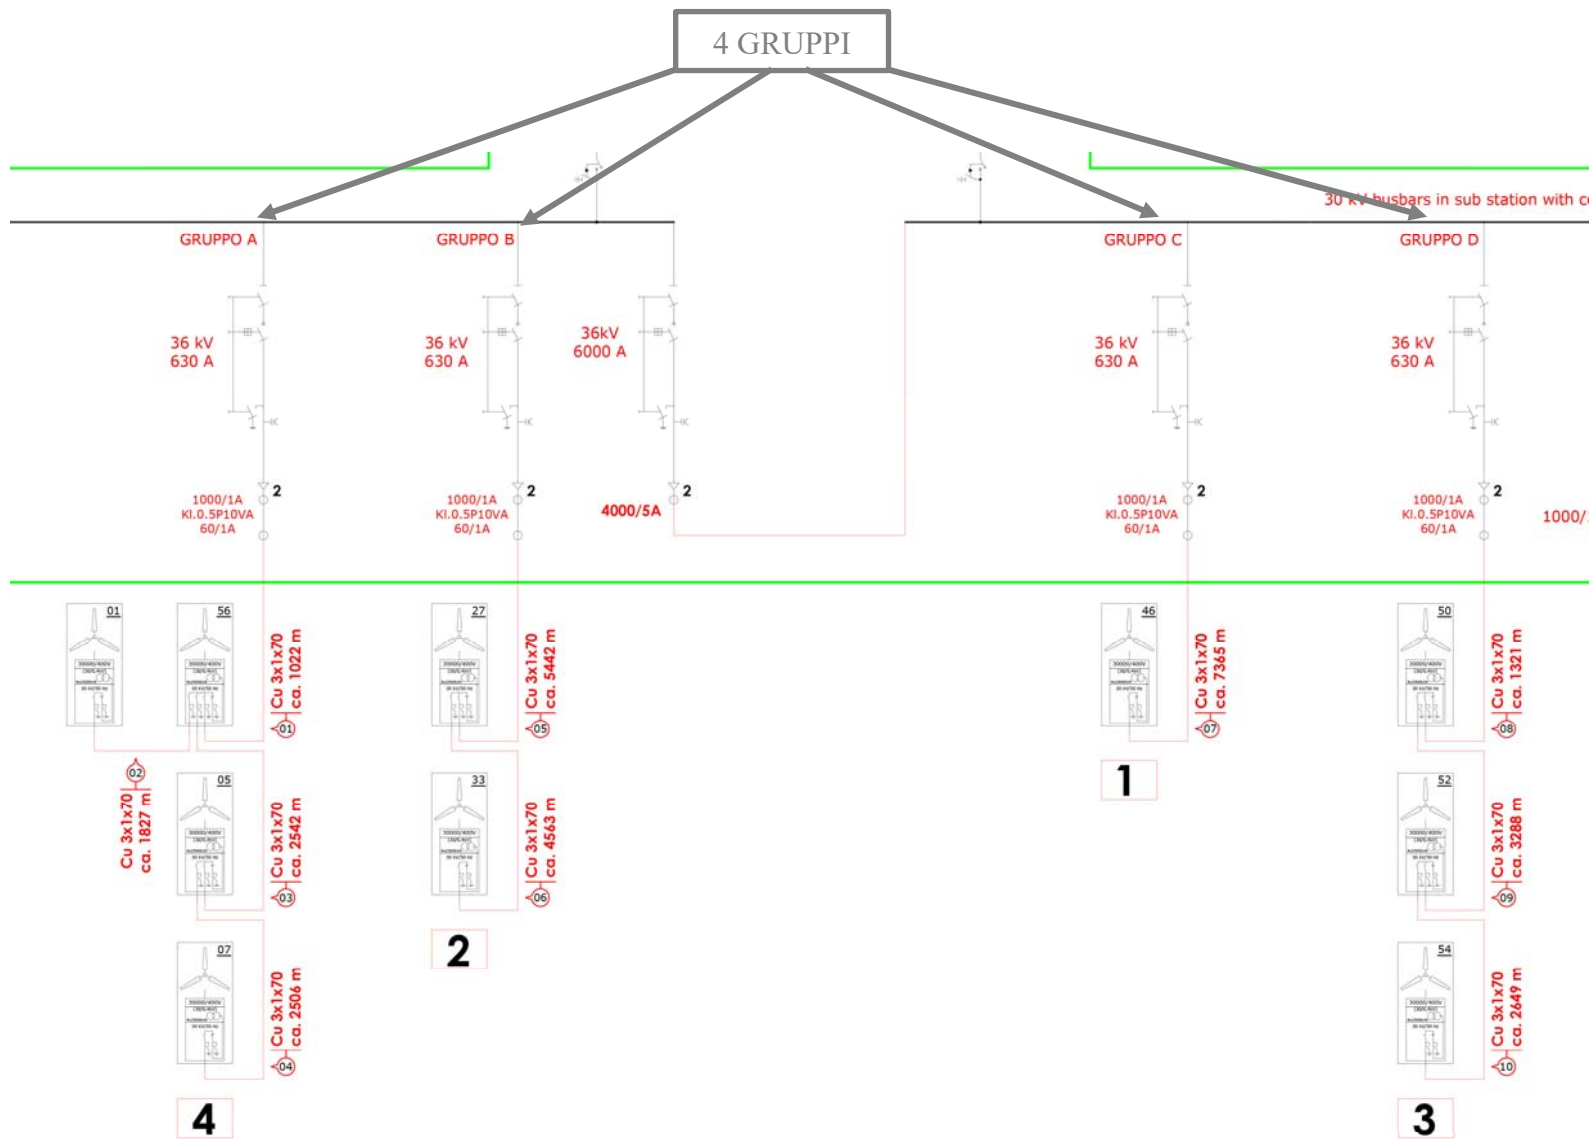 4 GRUPPI
30 kV busbars in sub station with
GRUPPO A
GRUPPO B
GRUPPO C
GRUPPO D
36 kV
630 A
36 kV
630 A
36kV
6000 A
36 kV
630 A
36 kV
630 A
2
1000/1A
Kl.0.5P10VA
60/1A
2
1000/1A
Kl.0.5P10VA
60/1A
2
4000/5A
2
1000/1A
Kl.0.5P10VA
60/1A
2
1000/1A
Kl.0.5P10VA
60/1A
1000/
01
56
Cu 3x1x70
ca. 1022 m
01
27
Cu 3x1x70
ca. 5442 m
05
46
Cu 3x1x70
ca. 7365 m
07
50
Cu 3x1x70
ca. 1321 m
08
02
Cu 3x1x70
ca. 1827 m
05
Cu 3x1x70
ca. 2542 m
03
33
Cu 3x1x70
ca. 4563 m
06
1
52
Cu 3x1x70
ca. 3288 m
09
2
07
Cu 3x1x70
ca. 2506 m
04
54
Cu 3x1x70
ca. 2649 m
10
4
3